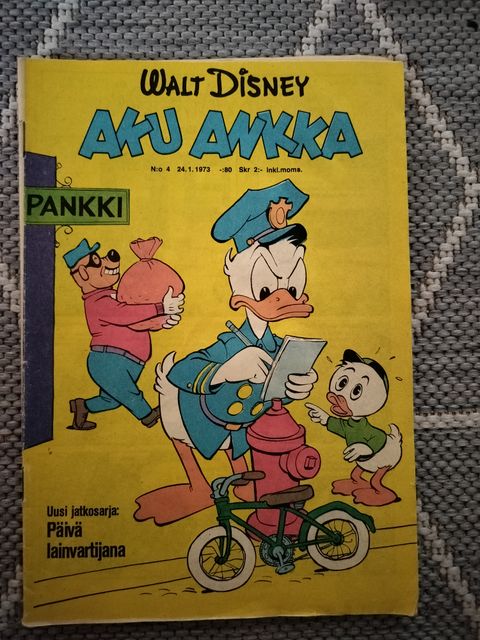 WALT DISNEY
AKU ANKKA
N:o 4 24.1.1973 -:80 Skr 2:- Inkl.moms.
PANKKI
Uusi jatkosarja:
Päivä
lainvartijana